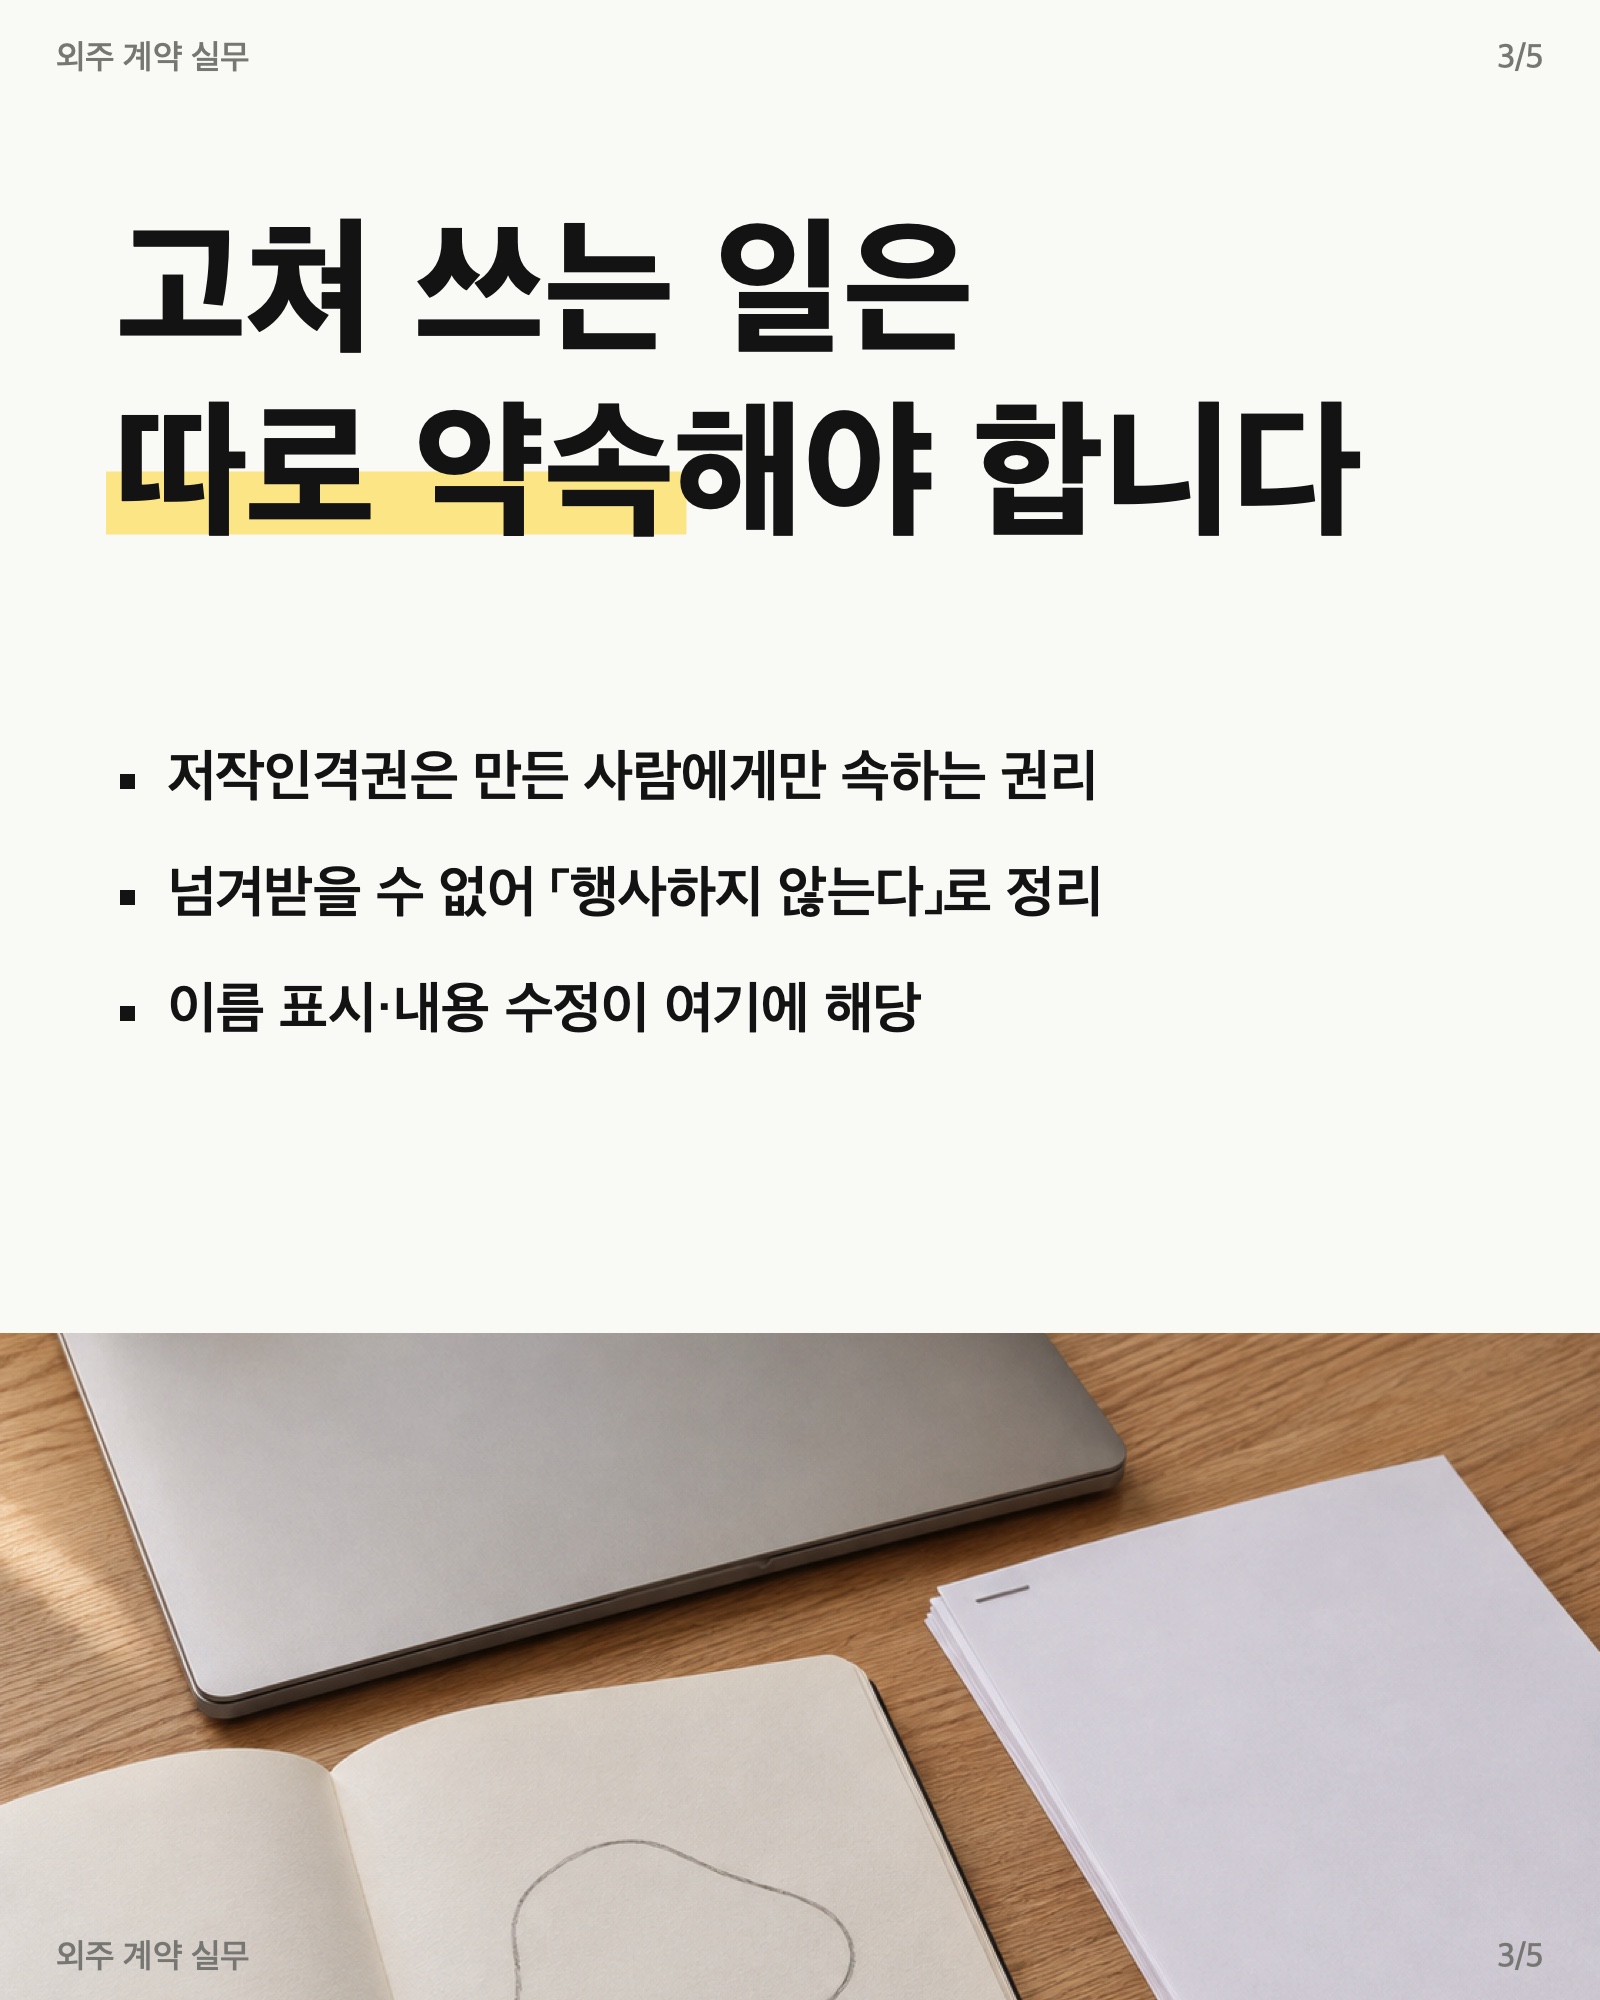 외주 계약 실무
3/5
고쳐 쓰는 일은
따로 약속해야 합니다
▪ 저작인격권은 만든 사람에게만 속하는 권리
▪ 넘겨받을 수 없어 「행사하지 않는다」로 정리
▪ 이름 표시·내용 수정이 여기에 해당
외주 계약 실무
3/5